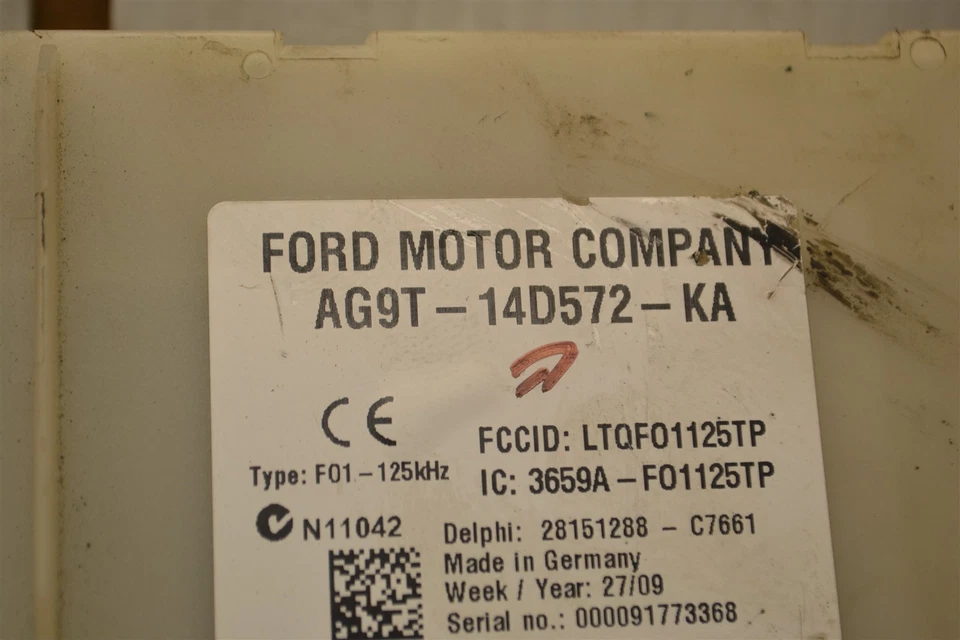 FORD MOTOR COMPANY
AG9T-14D572-KA
CE
FCCID: LTQFO1125TP
Type: FO1-125kHz
IC: 3659A-FO1125TP
N11042
Delphi: 28151288 - C7661
Made in Germany
Week / Year: 27/09
Serial no.: 000091773368